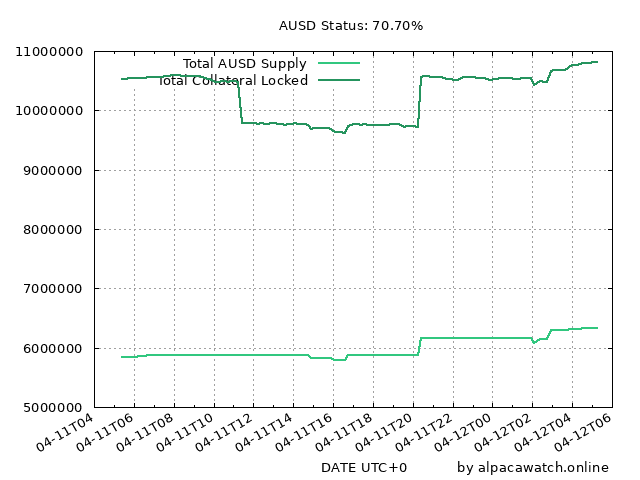 AUSD Status: 70.70%
11000000
Total AUSD Supply
Total Collateral Locked
10000000
9000000
8000000
7000000
6000000
5000000
04-11T04
04-11T06
04-11T08
04-11T10
04-11T12
04-11T14
04-11T16
04-11T18
04-11T20
04-11T22
04-12T00
04-12T02
04-12T04
04-12T06
DATE UTC+0
by alpacawatch.online